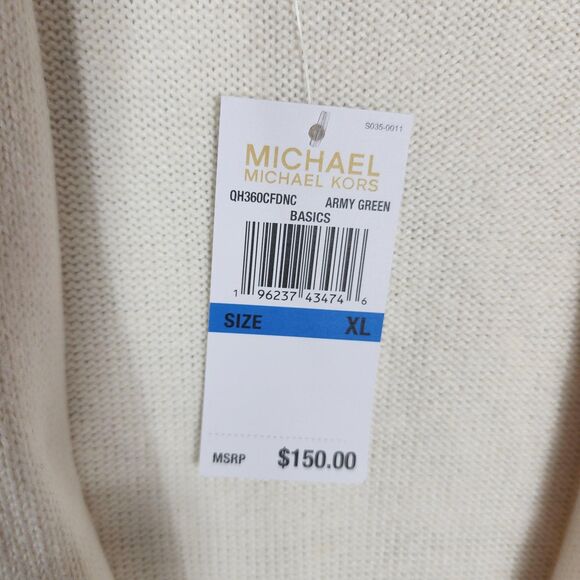 S035-0011
MICHAEL
MICHAEL KORS
QH360CFDNC ARMY GREEN
BASICS
1 96237 43474 6
SIZE XL
MSRP $150.00